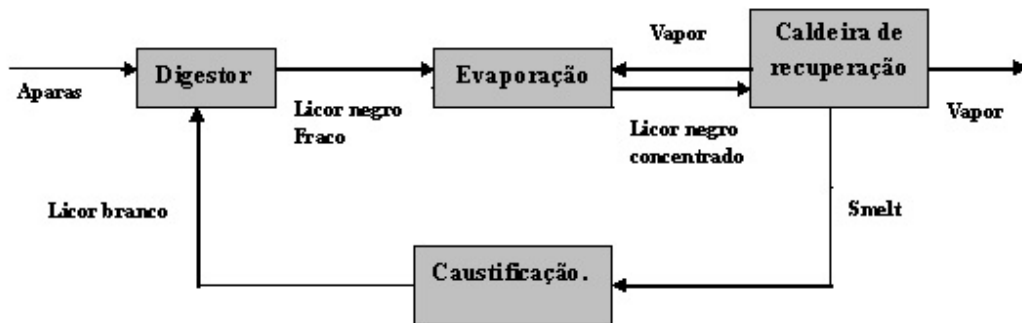 Aparas
Digestor
Licor negro
Fraco
Evaporação
Vapor
Licor negro
concentrado
Caldeira de
recuperação
Vapor
Smelt
Caustificação.
Licor branco